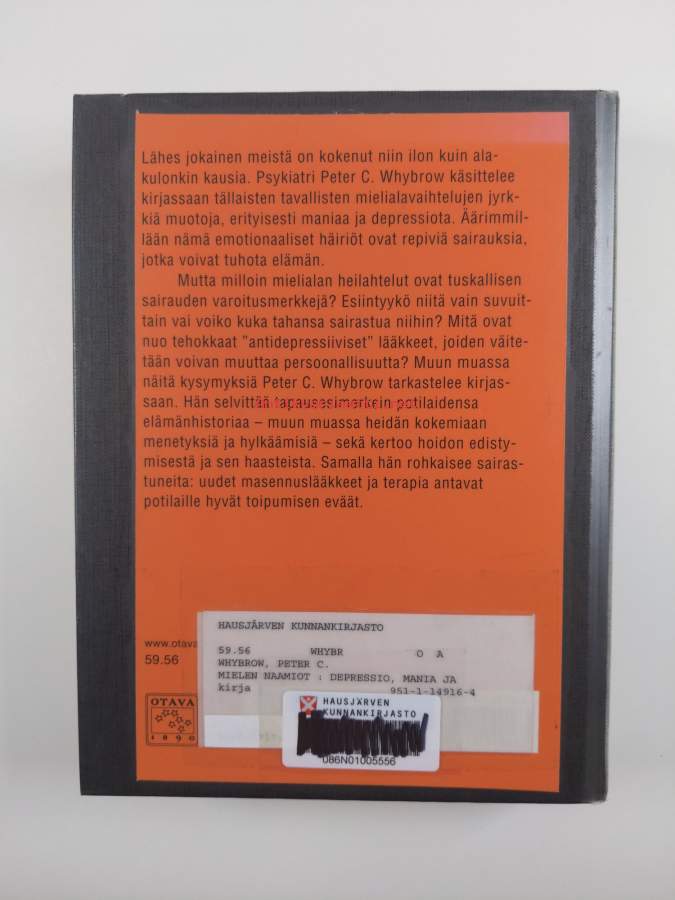 Lähes jokainen meistä on kokenut niin ilon kuin ala-
kulonkin kausia. Psykiatri Peter C. Whybrow käsittelee
kirjassaan tällaisten tavallisten mielialavaihtelujen jyrk-
kiä muotoja, erityisesti maniaa ja depressiota. Äärimmil-
lään nämä emotionaaliset häiriöt ovat repiviä sairauksia,
jotka voivat tuhota elämän.
Mutta milloin mielialan heilahtelut ovat tuskallisen
sairauden varoitusmerkkejä? Esiintyykö niitä vain suvuit-
tain vai voiko kuka tahansa sairastua niihin? Mitä ovat
nuo tehokkaat "antidepressiiviset" lääkkeet, joiden väite-
tään voivan muuttaa persoonallisuutta? Muun muassa
näitä kysymyksiä Peter C. Whybrow tarkastelee kirjas-
saan. Hän selvittää tapausesimerkein potilaidensa
elämänhistoriaa – muun muassa heidän kokemiaan
menetyksiä ja hylkäämisiä – sekä kertoo hoidon edisty-
misestä ja sen haasteista. Samalla hän rohkaisee sairas-
tuneita: uudet masennuslääkkeet ja terapia antavat
potilaille hyvät toipumisen eväät.
HAUSJÄRVEN KUNNANKIRJASTO
www.otava
59.56 WHYBR O A
59.56
WHYBROW, PETER C.
MIELEN NAAMIOT : DEPRESSIO, MANIA JA
kirja 951-1-14916-4
OTAVA
1890
HAUSJÄRVEN
KUNNANKIRJASTO
086N01005556